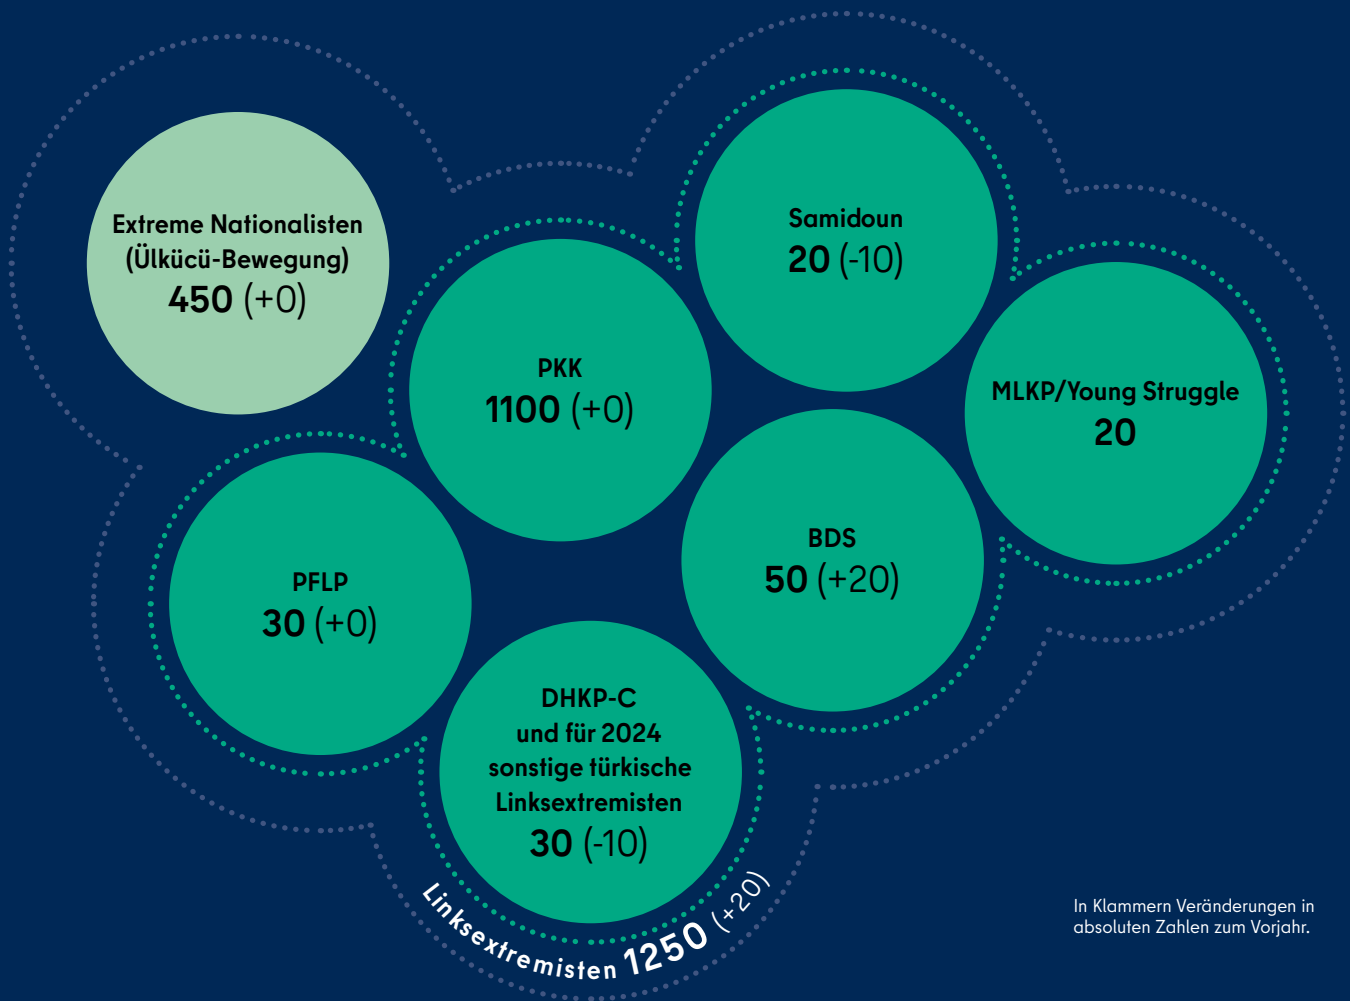 Extreme Nationalisten
(Ülkücü-Bewegung)
450 (+0)
Samidoun
20 (-10)
PKK
1100 (+0)
MLKP/Young Struggle
20
BDS
50 (+20)
PFLP
30 (+0)
DHKP-C
und für 2024
sonstige türkische
Linksextremisten
30 (-10)
Linksextremisten 1250 (+20)
In Klammern Veränderungen in
absoluten Zahlen zum Vorjahr.